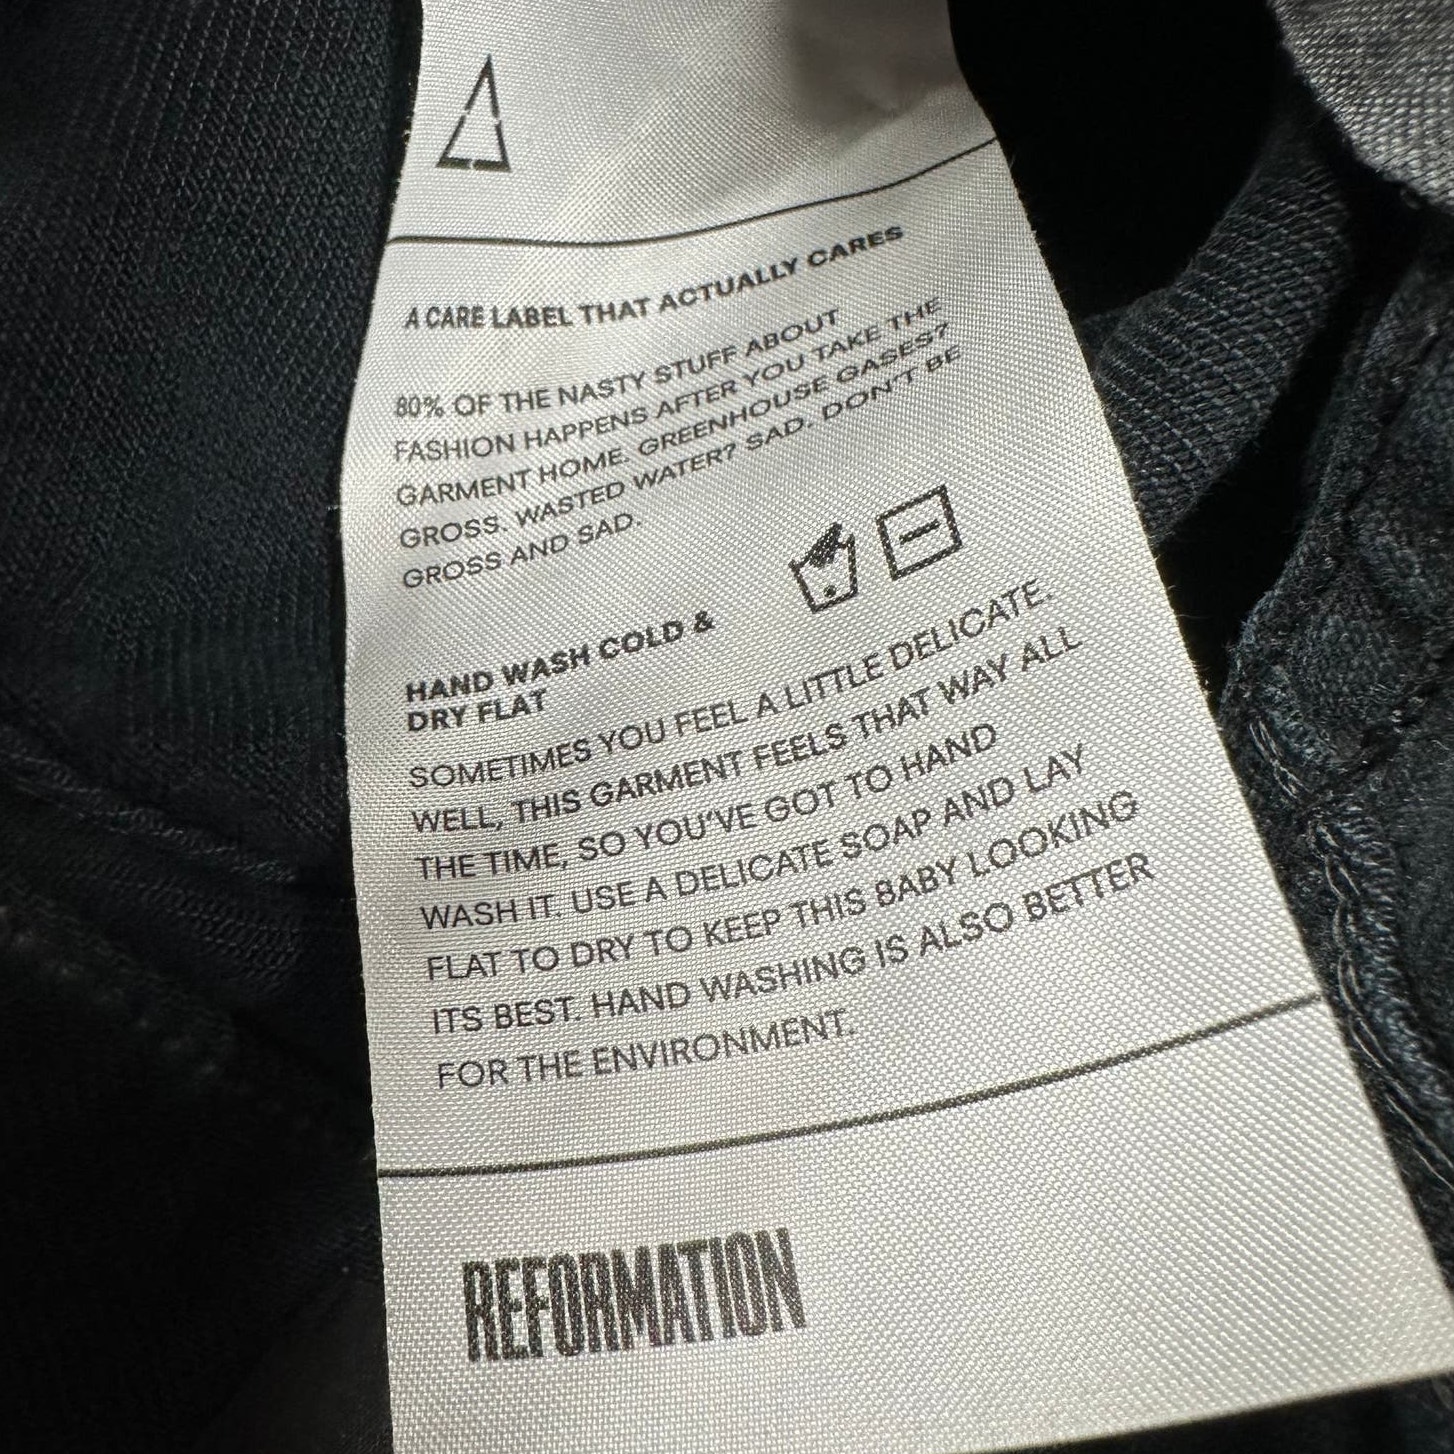 A CARE LABEL THAT ACTUALLY CARES
80% OF THE NASTY STUFF ABOUT
FASHION HAPPENS AFTER YOU TAKE THE
GARMENT HOME. GREENHOUSE GASES?
GROSS. WASTED WATER? SAD. DON'T BE
GROSS AND SAD.
HAND WASH COLD &
DRY FLAT
SOMETIMES YOU FEEL A LITTLE DELICATE.
WELL, THIS GARMENT FEELS THAT WAY ALL
THE TIME, SO YOU'VE GOT TO HAND
WASH IT. USE A DELICATE SOAP AND LAY
FLAT TO DRY TO KEEP THIS BABY LOOKING
ITS BEST. HAND WASHING IS ALSO BETTER
FOR THE ENVIRONMENT.
REFORMATION